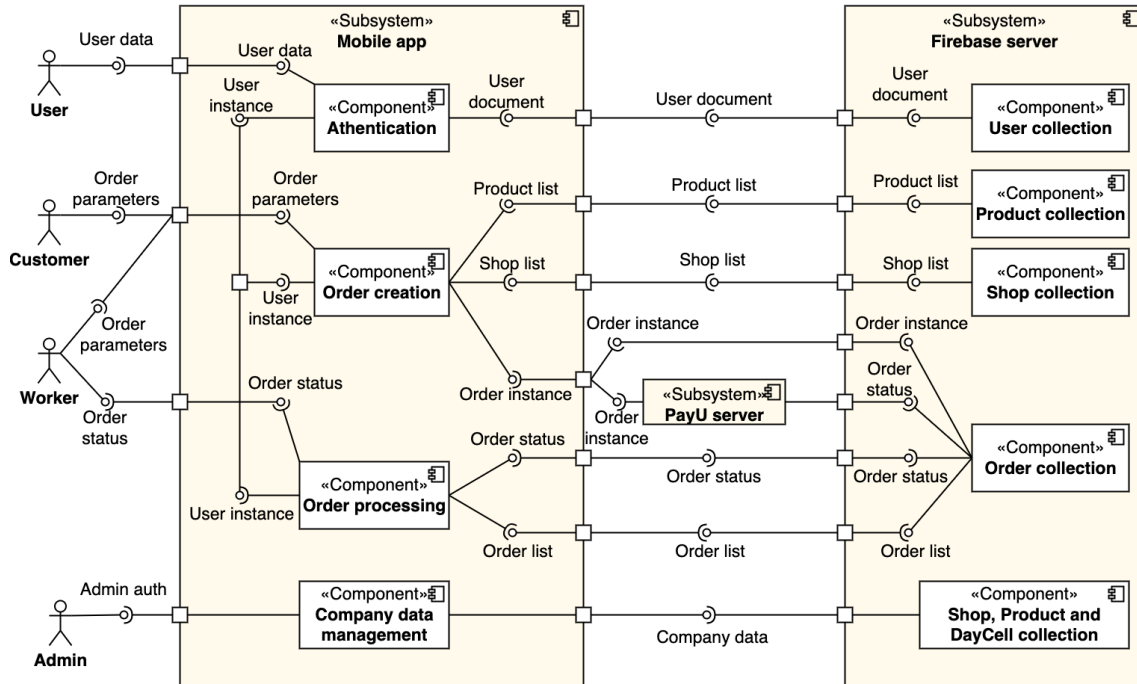 «Subsystem»
Mobile app
«Subsystem»
Firebase server
User data
User data
User
User
instance
«Component»
Athentication
User
document
User document
User
document
«Component»
User collection
Order
parameters
Order
parameters
Customer
Product list
Product list
Product list
«Component»
Product collection
«Component»
Order creation
User
instance
Shop list
Shop list
Shop list
«Component»
Shop collection
Order
parameters
Worker
Order
status
Order instance
Order instance
Order instance
Order
instance
«Subsystem»
PayU server
Order
status
Order status
«Component»
Order processing
User instance
Order status
Order status
Order status
«Component»
Order collection
Order list
Order list
Order list
Admin auth
Admin
«Component»
Company data
management
Company data
«Component»
Shop, Product and
DayCell collection